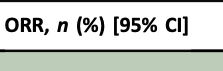 ORR, n (%) [95% CI]